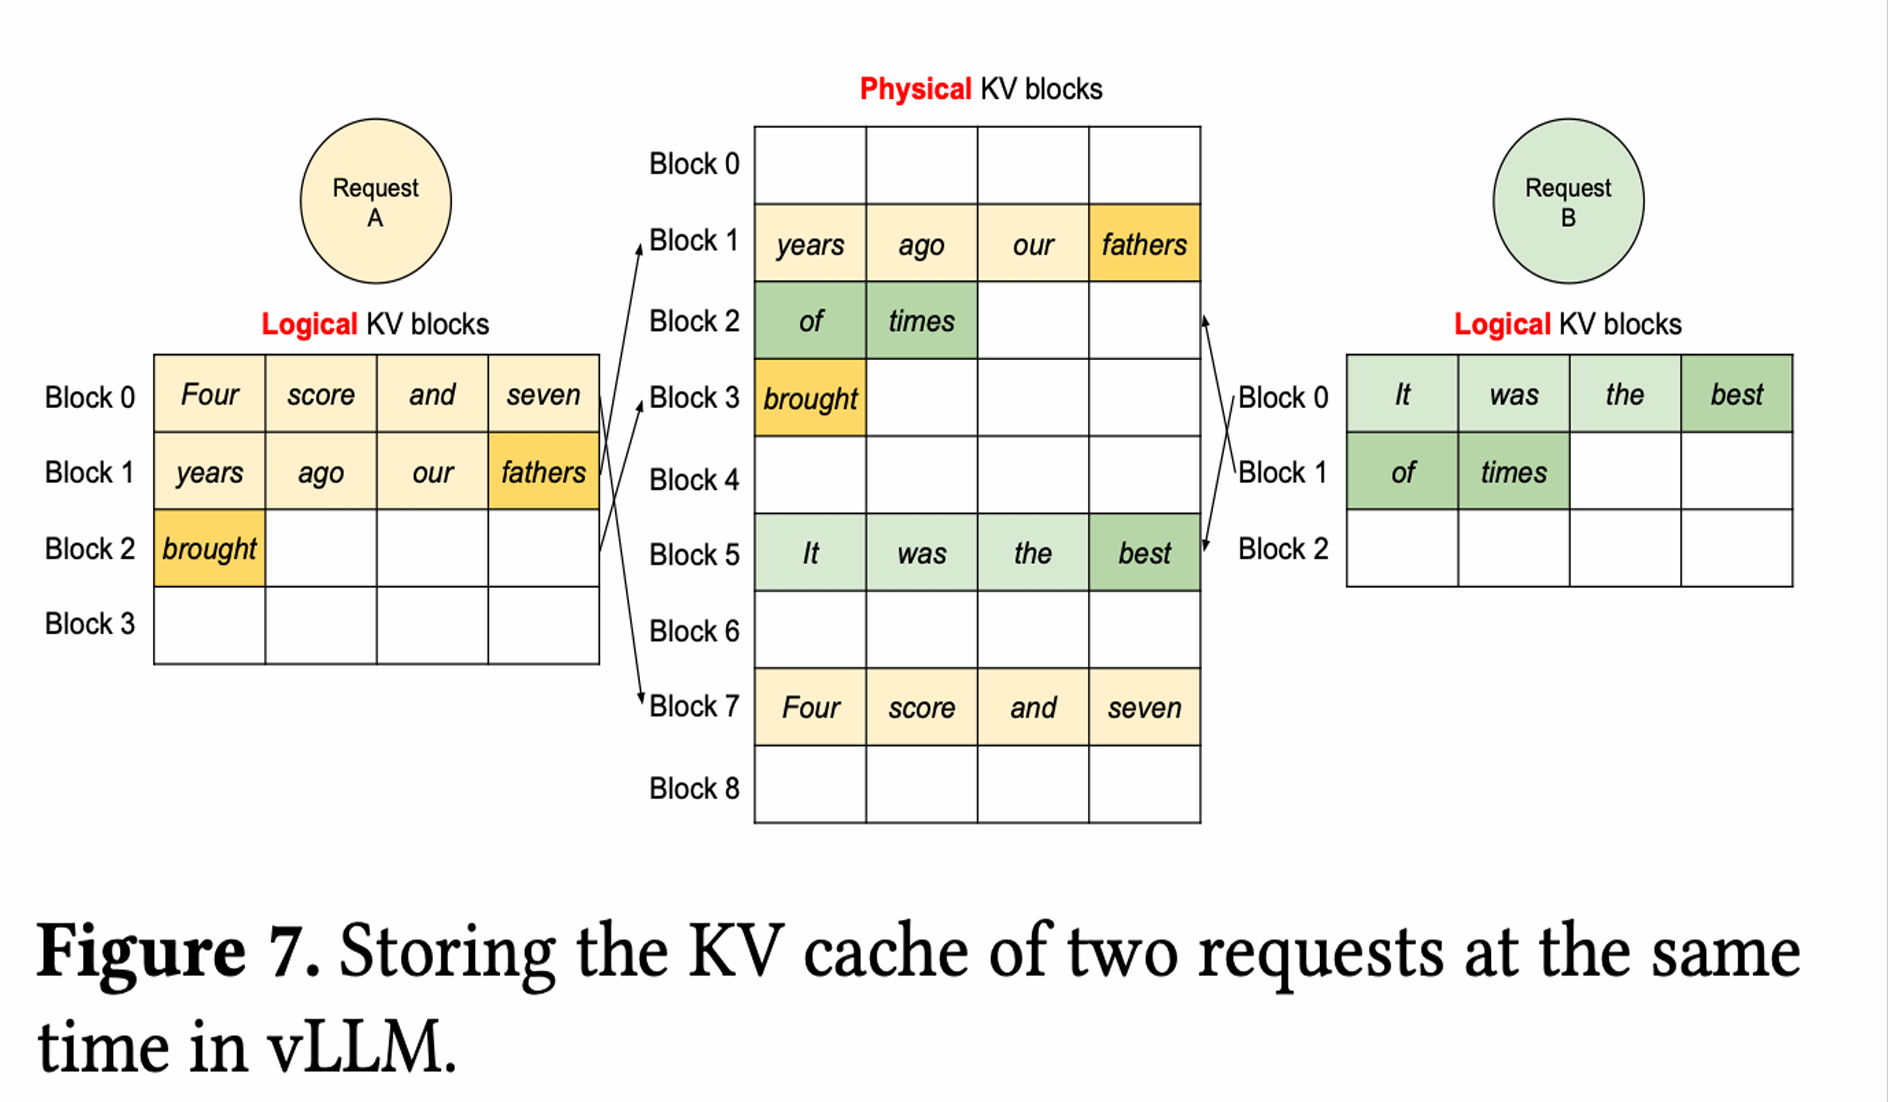 Physical KV blocks
Request
A
Logical KV blocks
Block 0 Four score and seven
Block 1 years ago our fathers
Block 2 brought
Block 3
Block 0
Block 1 years ago our fathers
Block 2 of times
Block 3 brought
Block 4
Block 5 It was the best
Block 6
Block 7 Four score and seven
Block 8
Request
B
Logical KV blocks
Block 0 It was the best
Block 1 of times
Block 2
Figure 7. Storing the KV cache of two requests at the same
time in vLLM.